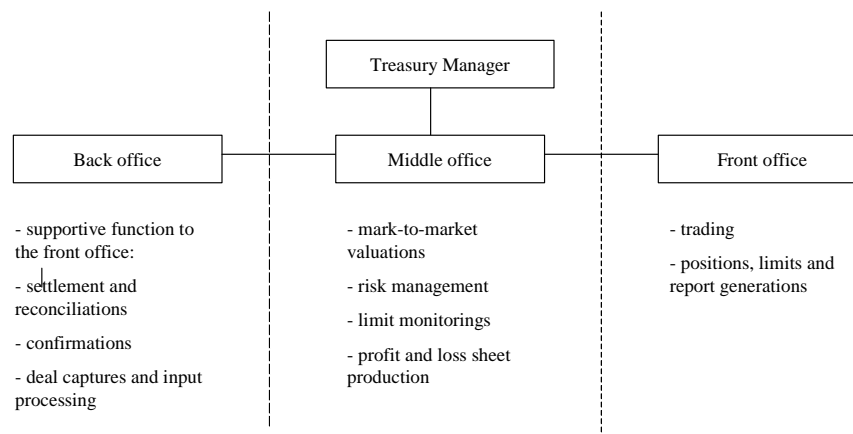 Treasury Manager
Back office
Middle office
Front office
- supportive function to
the front office:
- settlement and
reconciliations
- confirmations
- deal captures and input
processing
- mark-to-market
valuations
- risk management
- limit monitorings
- profit and loss sheet
production
- trading
- positions, limits and
report generations